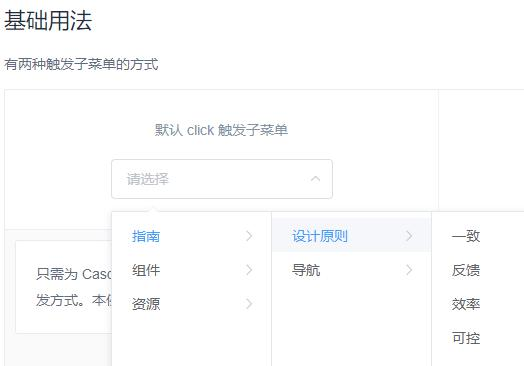 基础用法
有两种触发子菜单的方式
默认 click 触发子菜单
请选择
指南
设计原则
一致
组件
导航
反馈
资源
效率
可控
只需为 Casc
发方式。本